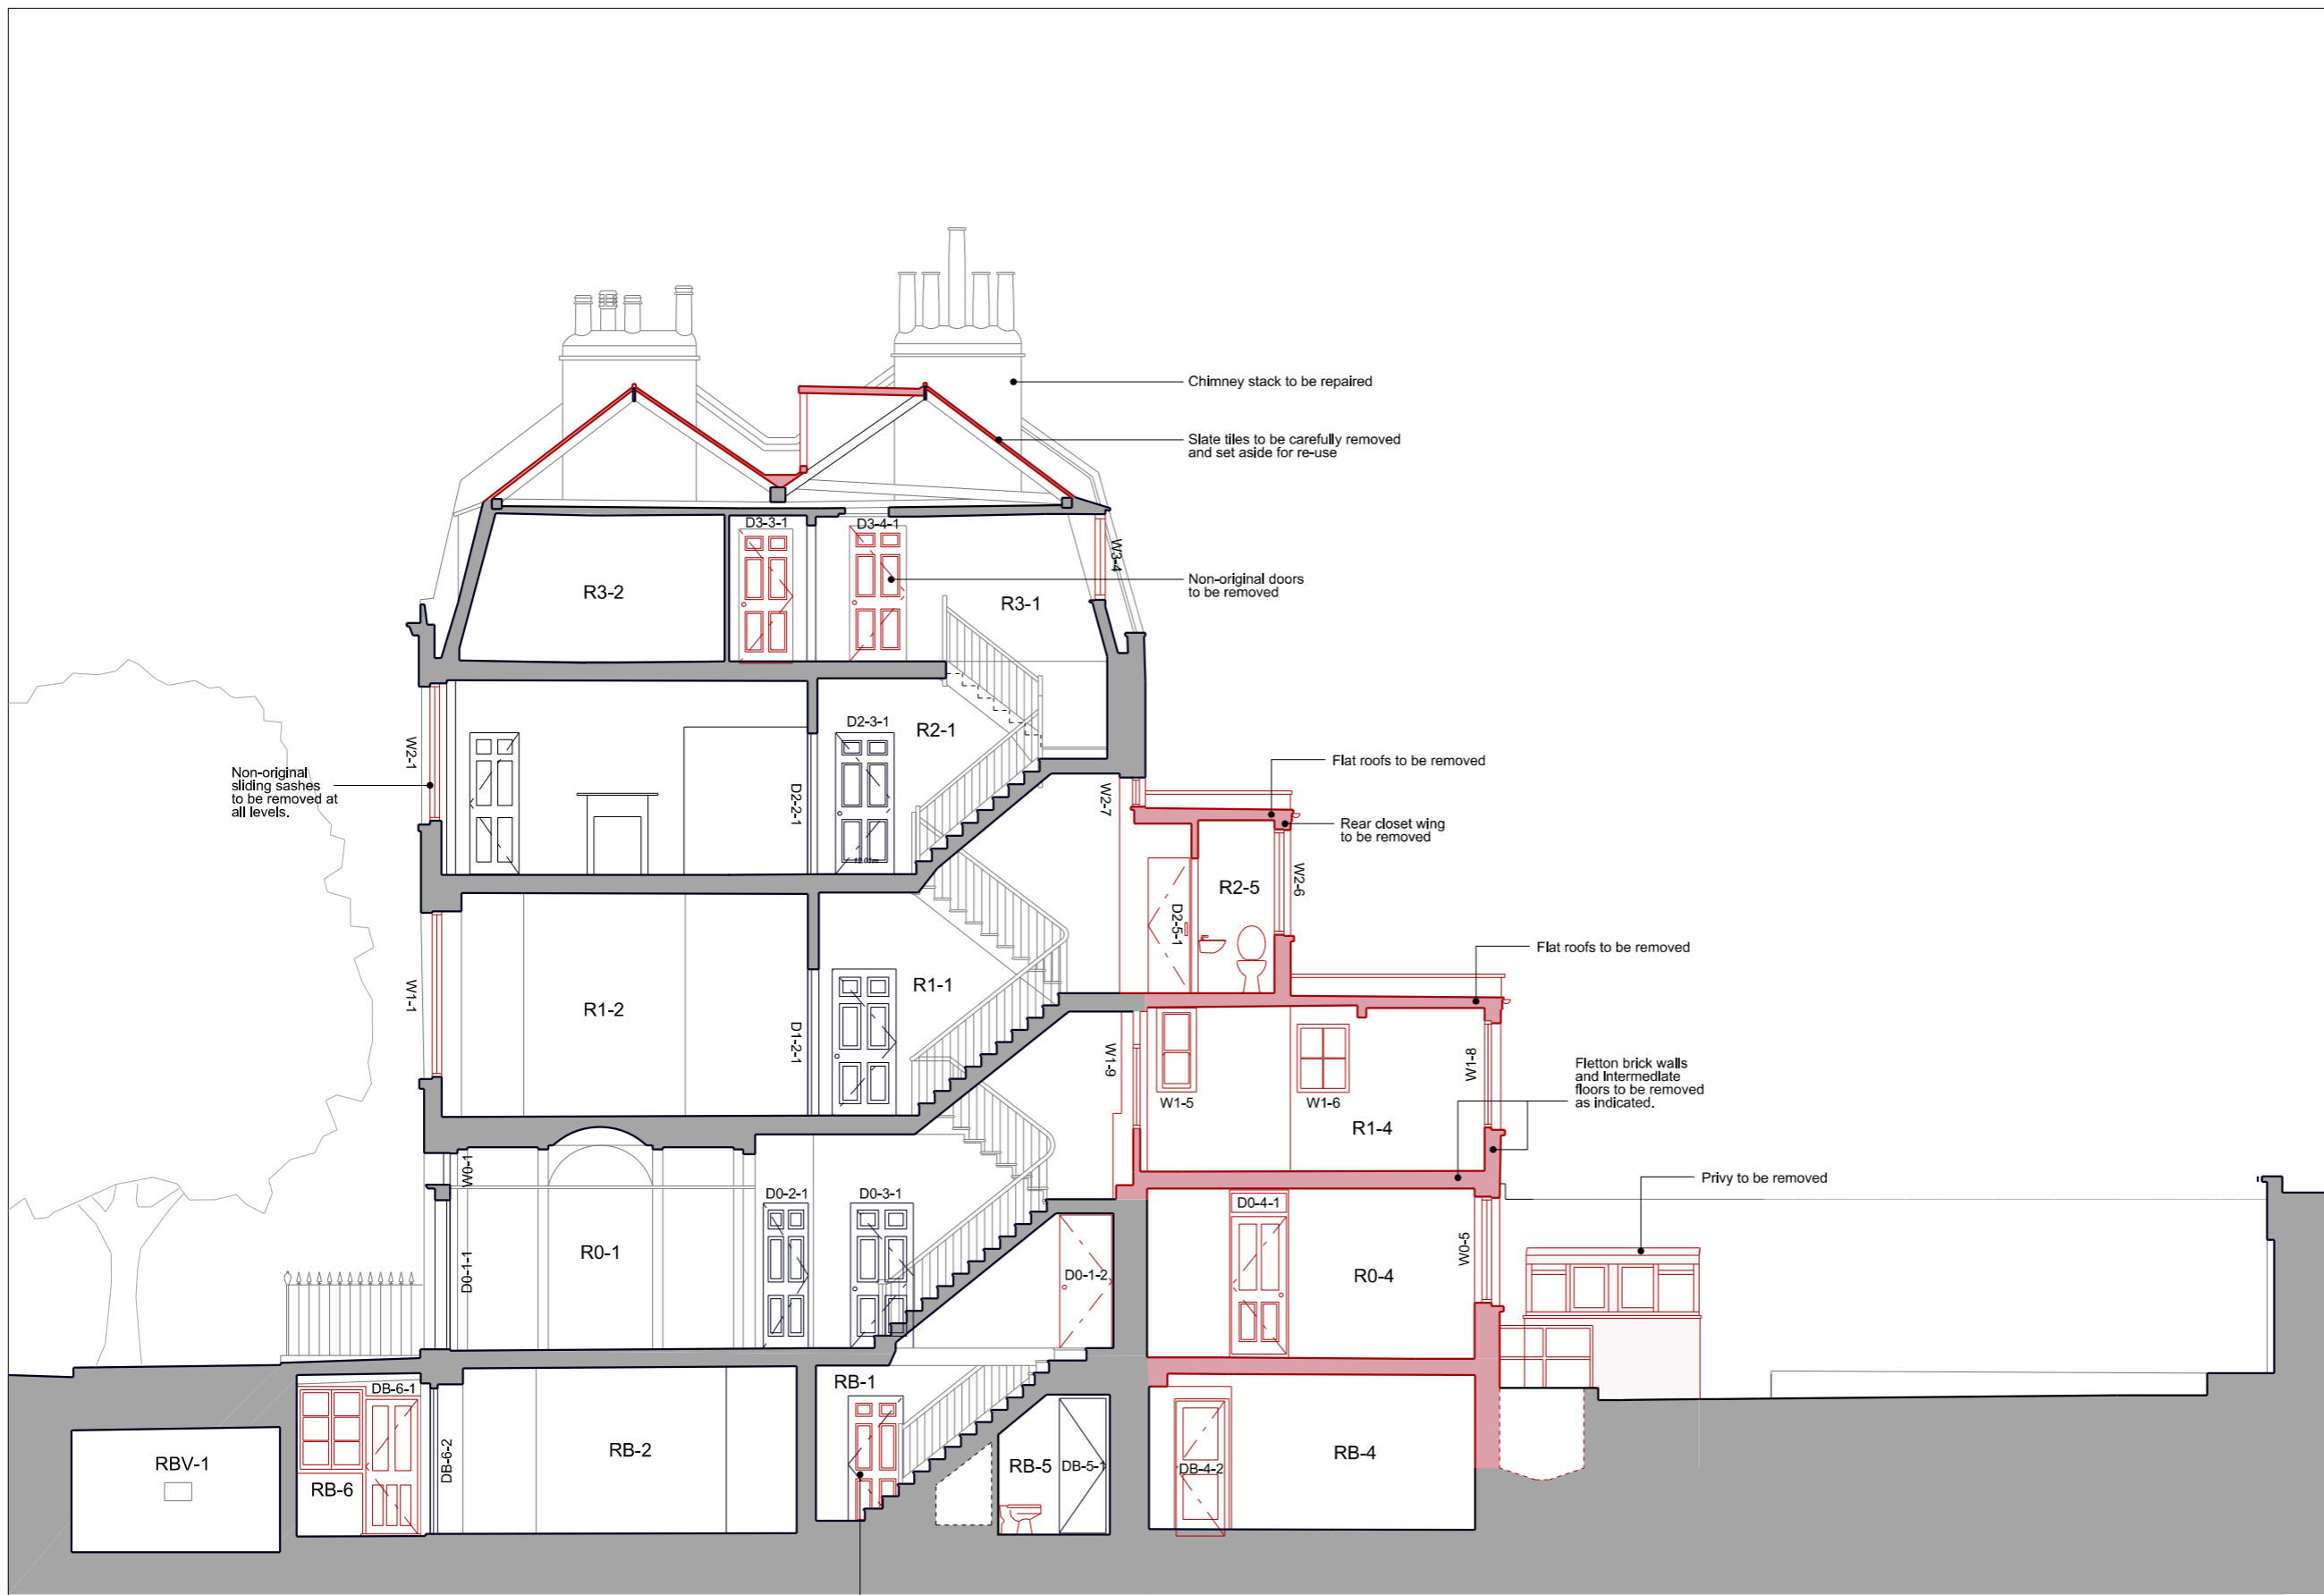 Chimney stack to be repaired
Slate tiles to be carefully removed
and set aside for re-use
D3-3-1
D3-4-1
W3-4
R3-2
Non-original doors
to be removed
R3-1
D2-3-1
R2-1
W2-1
Non-original
sliding sashes
to be removed at
all levels.
D2-2-1
W2-7
Flat roofs to be removed
Rear closet wing
to be removed
R2-5
W2-6
D2-5-1
Flat roofs to be removed
R1-1
W1-1
R1-2
D1-2-1
W1-9
W1-5
W1-6
W1-8
R1-4
Fletton brick walls
and Intermediate
floors to be removed
as indicated.
Privy to be removed
W0-1
D0-2-1
D0-3-1
D0-4-1
R0-1
D0-1-1
D0-1-2
R0-4
W0-5
DB-6-1
RB-1
RBV-1
RB-6
DB-6-2
RB-2
RB-5
DB-5-1
DB-4-2
RB-4